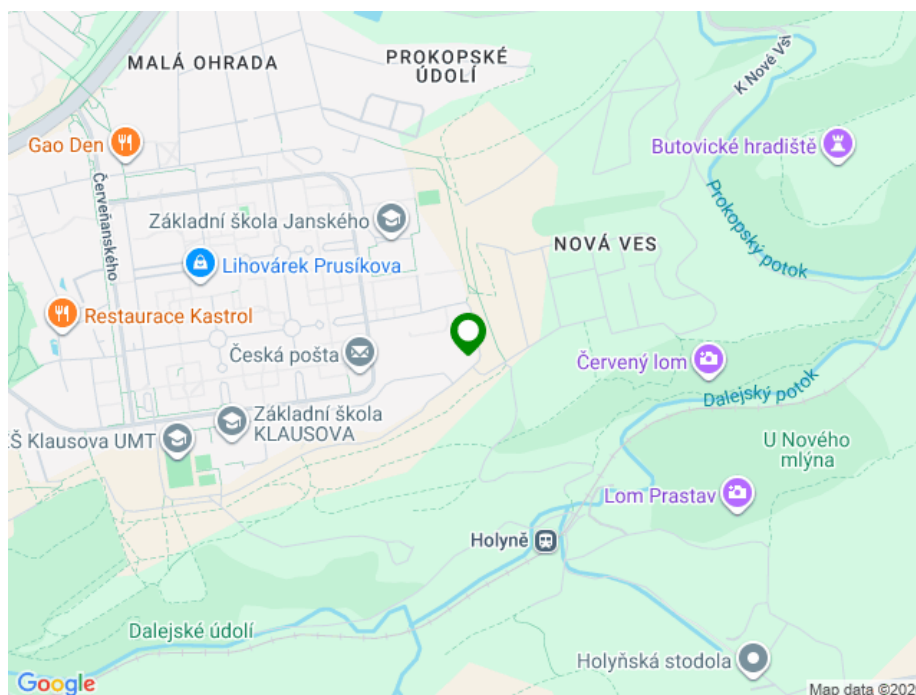 MALÁ OHRADA
PROKOPSKÉ
ÚDOLÍ
K Nové Vsi
Gao Den
Butovické hradiště
Červeňanského
Základní škola Janského
Prokopský potok
NOVÁ VES
Lihovárek Prusíkova
Restaurace Kastrol
Česká pošta
Červený lom
Dalejský potok
Základní škola
KLAUSOVA
ZŠ Klausova UMT
U Nového
mlýna
Lom Prastav
Holyně
Dalejské údolí
Holyňská stodola
Google
Map data ©202